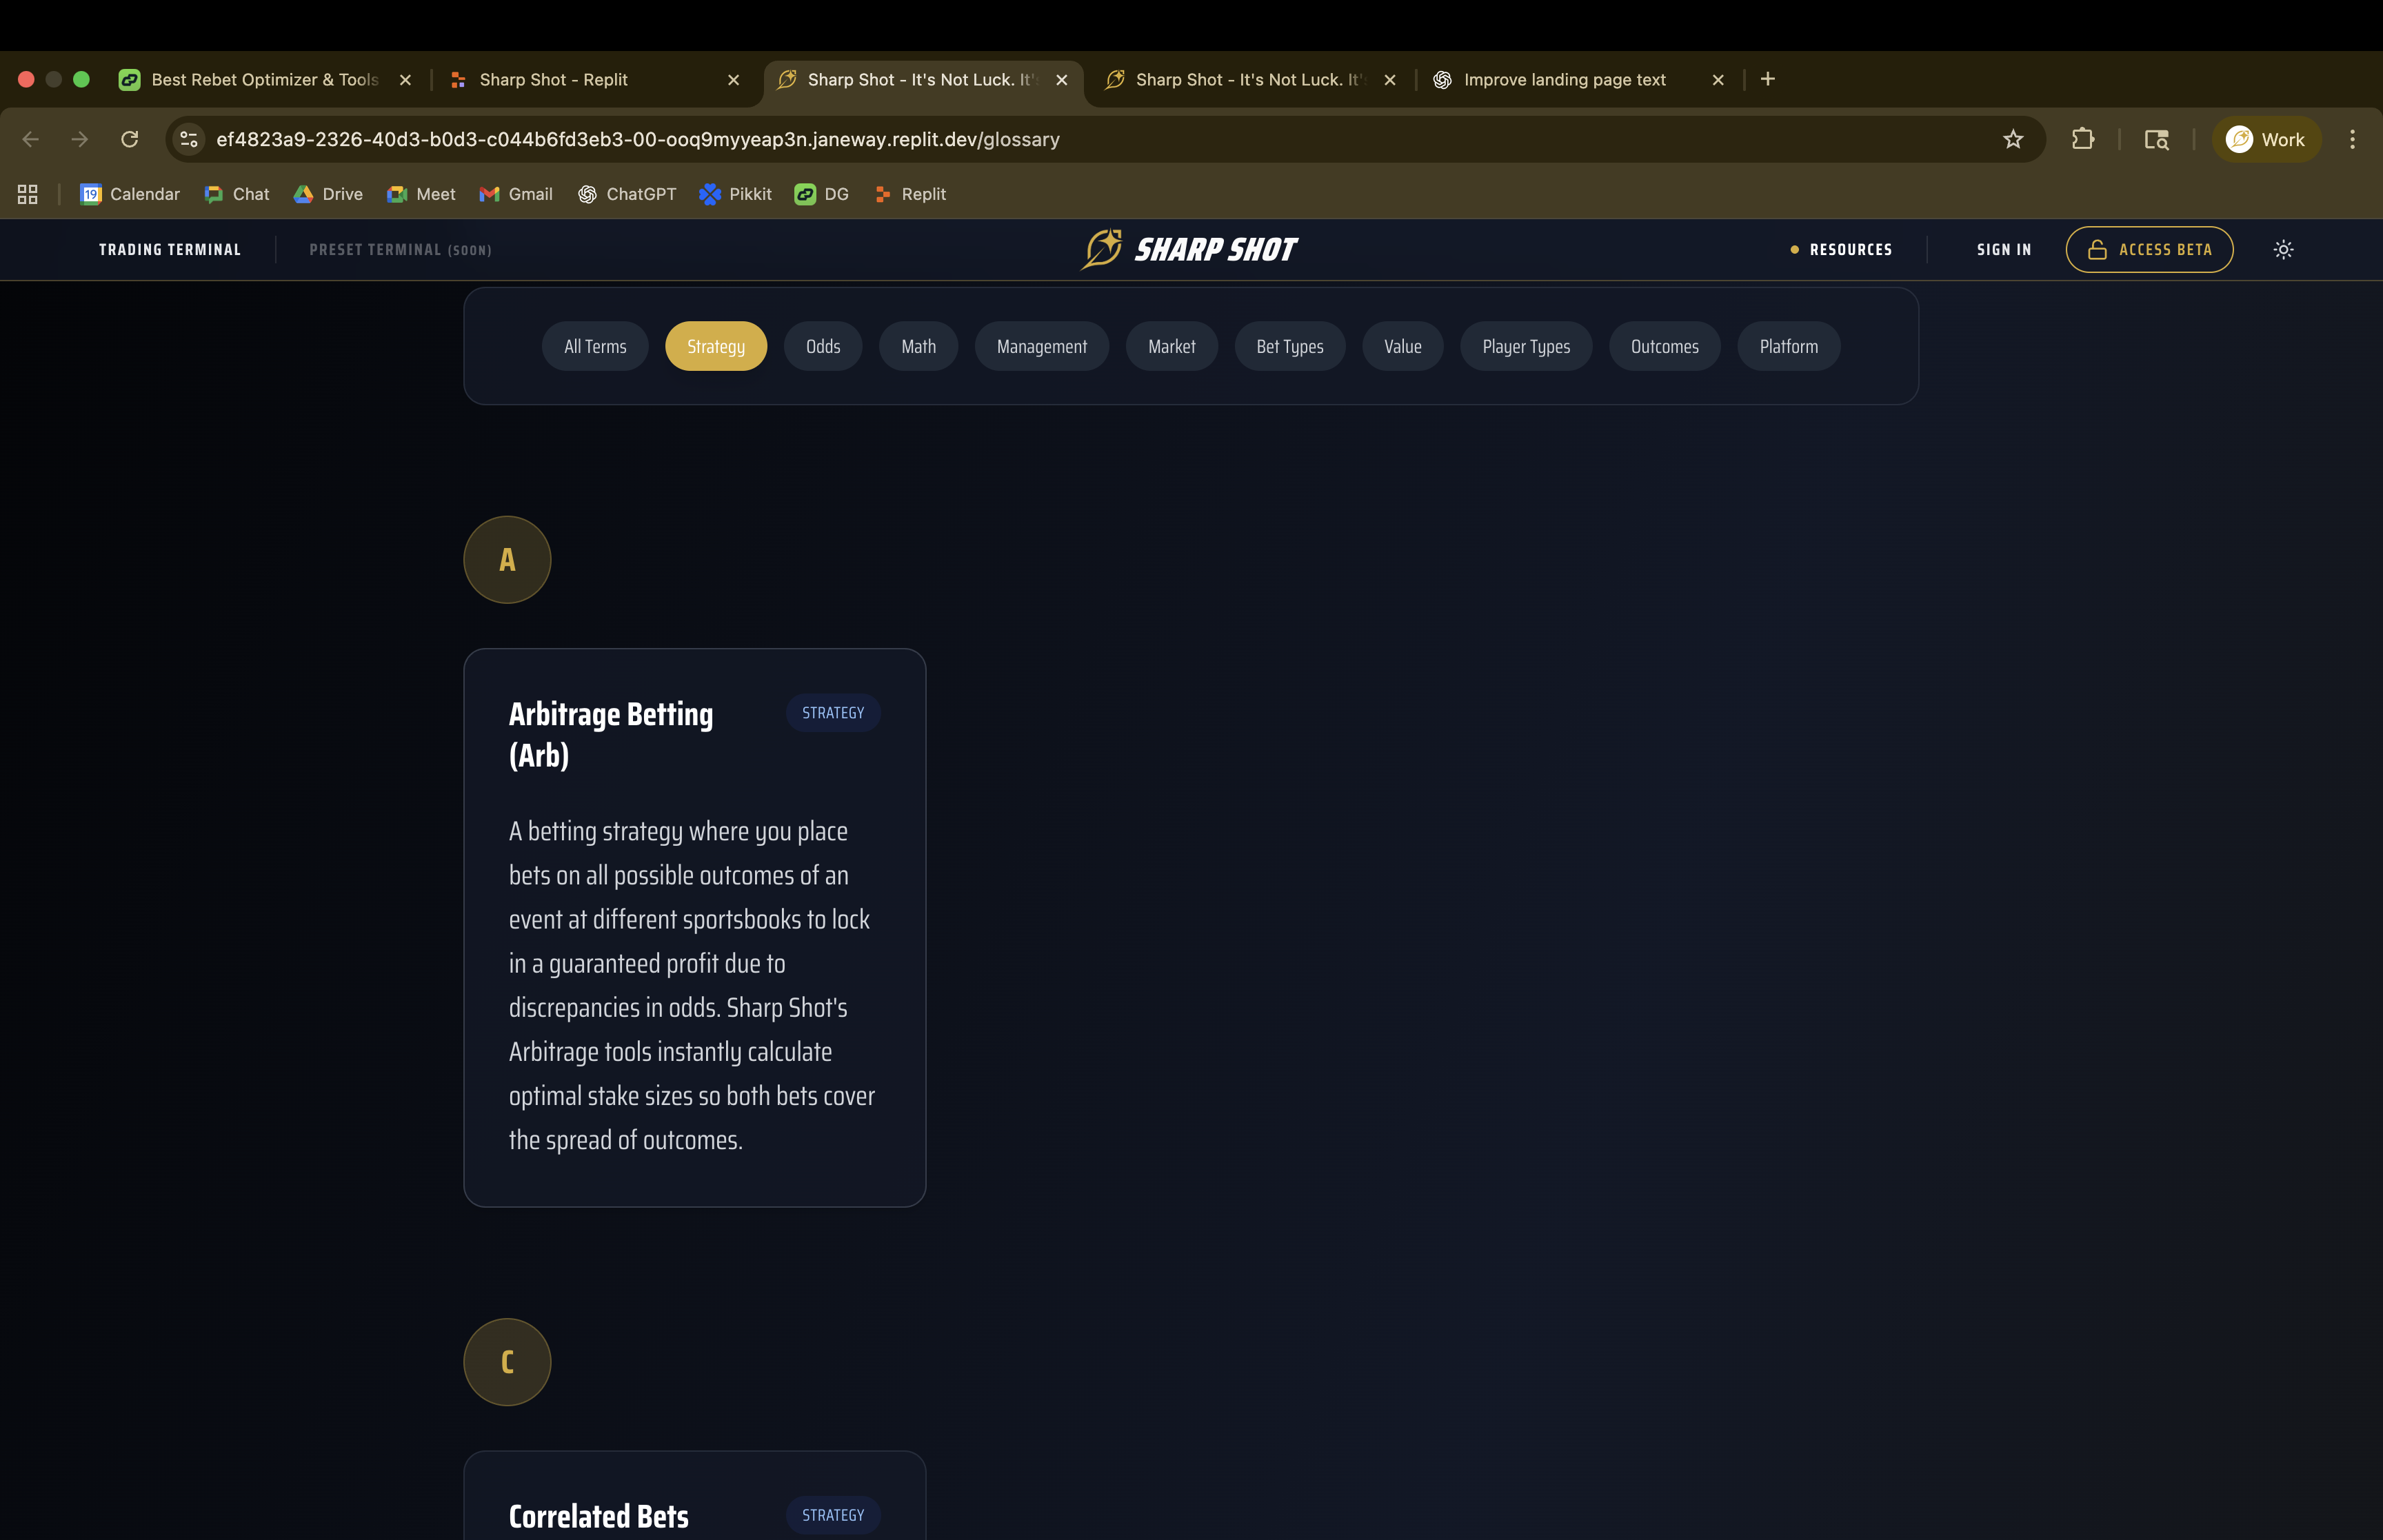 Best Rebet Optimizer & Tools
Sharp Shot - Replit
Sharp Shot - It's Not Luck. It's
Sharp Shot - It's Not Luck. It's
Improve landing page text
ef4823a9-2326-40d3-b0d3-c044b6fd3eb3-00-ooq9myyeap3n.janeway.replit.dev/glossary
Work
19
Calendar
Chat
Drive
Meet
Gmail
ChatGPT
Pikkit
DG
Replit
TRADING TERMINAL
PRESET TERMINAL (SOON)
SHARP SHOT
RESOURCES
SIGN IN
ACCESS BETA
All Terms
Strategy
Odds
Math
Management
Market
Bet Types
Value
Player Types
Outcomes
Platform
A
Arbitrage Betting
(Arb)
STRATEGY
A betting strategy where you place
bets on all possible outcomes of an
event at different sportsbooks to lock
in a guaranteed profit due to
discrepancies in odds. Sharp Shot's
Arbitrage tools instantly calculate
optimal stake sizes so both bets cover
the spread of outcomes.
C
Correlated Bets
STRATEGY